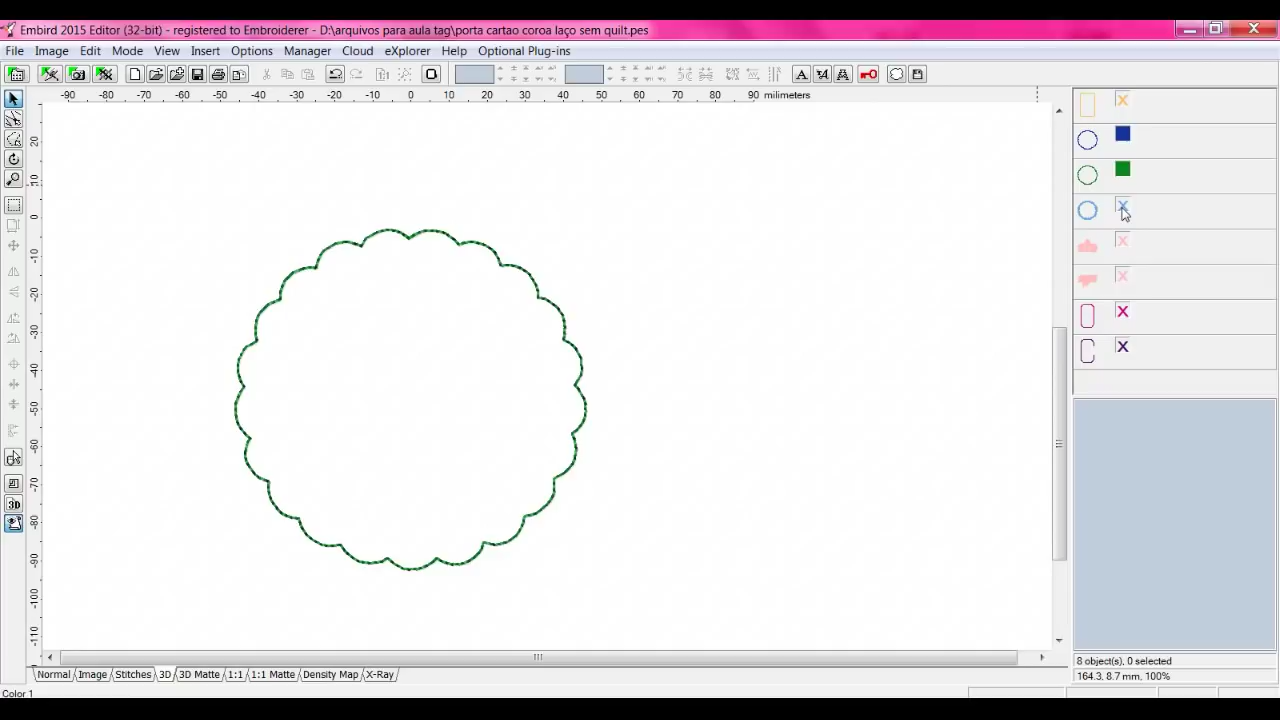 Embird 2015 Editor (32-bit) - registered to Embroiderer - D:\arquivos para aula tag\porta cartao coroa laço sem quilt.pes
File Image Edit Mode View Insert Options Manager Cloud eXplorer Help Optional Plug-ins
-90 -80 -70 -60 -50 -40 -30 -20 -10 0 10 20 30 40 50 60 70 80 90 milimeters
20
10
0
-10
-20
-30
-40
-50
-60
-70
-80
-90
-100
-110
3D
Normal Image Stitches 3D 3D Matte 1:1 1:1 Matte Density Map X-Ray
8 object(s), 0 selected
164.3, 8.7 mm, 100%
Color 1